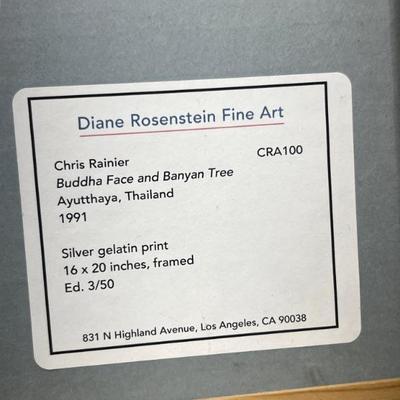 Diane Rosenstein Fine Art
Chris Rainier CRA100
Buddha Face and Banyan Tree
Ayutthaya, Thailand
1991
Silver gelatin print
16 x 20 inches, framed
Ed. 3/50
831 N Highland Avenue, Los Angeles, CA 90038